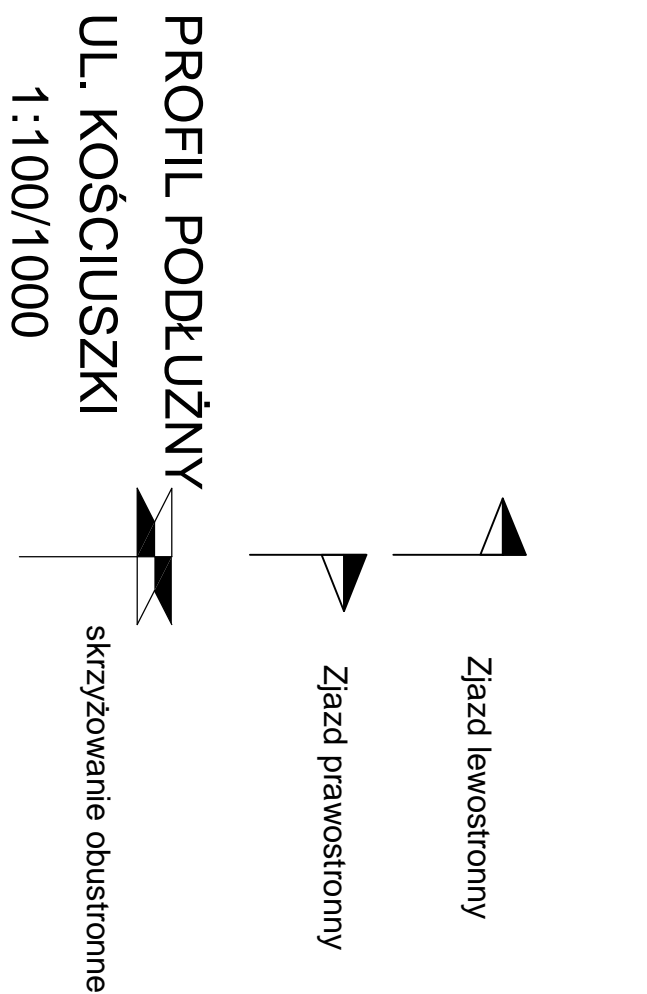 PROFIL PODŁUŻNY
UL. KOŚCIUSZKI
1:100/1000
Zjazd lewostronny
Zjazd prawostronny
skrzyżowanie obustronne